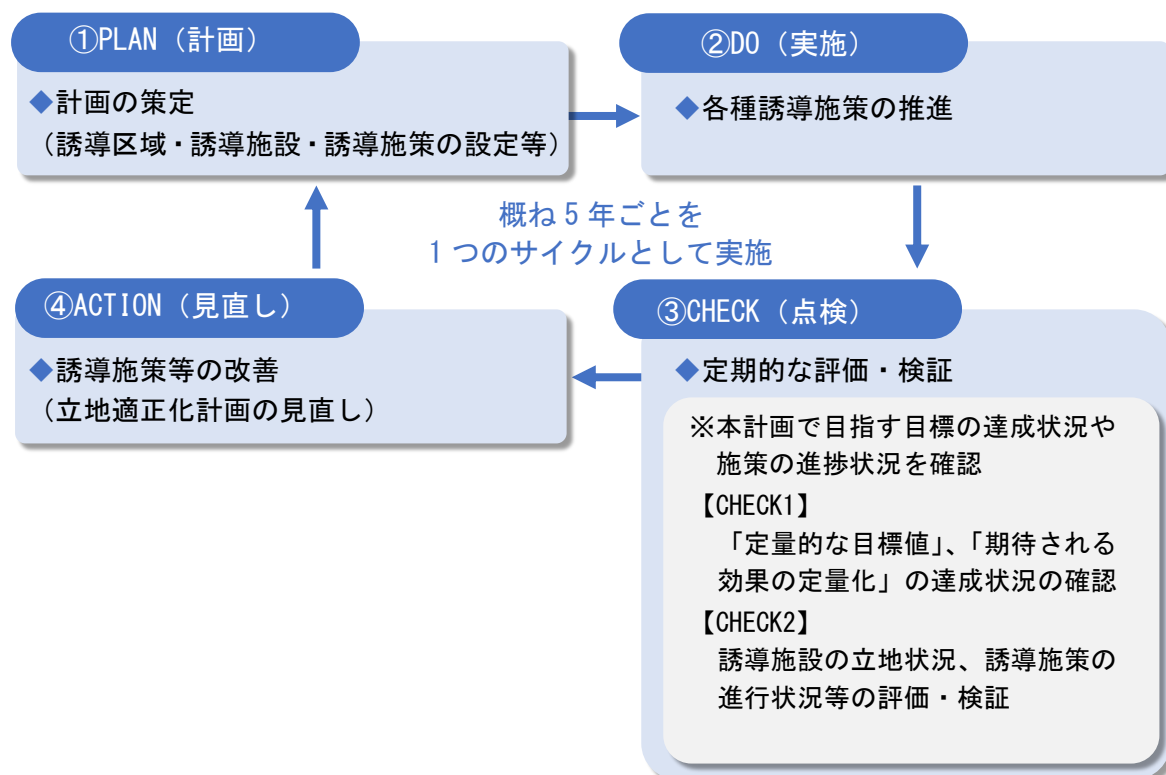 ①PLAN（計画）
◆計画の策定
（誘導区域・誘導施設・誘導施策の設定等）
②DO（実施）
◆各種誘導施策の推進
概ね５年ごとを
１つのサイクルとして実施
③CHECK（点検）
◆定期的な評価・検証
※本計画で目指す目標の達成状況や
施策の進捗状況を確認
【CHECK1】
「定量的な目標値」、「期待される
効果の定量化」の達成状況の確認
【CHECK2】
誘導施設の立地状況、誘導施策の
進行状況等の評価・検証
④ACTION（見直し）
◆誘導施策等の改善
（立地適正化計画の見直し）